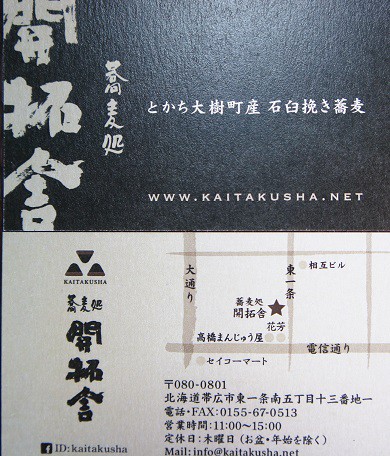 開拓舎
蕎麦処
とかち大樹町産 石臼挽き蕎麦
WWW.KAITAKUSHA.NET
KAITAKUSHA
蕎麦処
開拓舎
ID:kaitakusha
大通り
東一条
相互ビル
蕎麦処
開拓舎
花芳
高橋まんじゅう屋
電信通り
セイコーマート
〒080-0801
北海道帯広市東一条南五丁目十三番地一
電話・FAX:0155-67-0513
営業時間:11:00〜15:00
定休日:木曜日(お盆・年始を除く)
Mail:info@kaitakusha.net